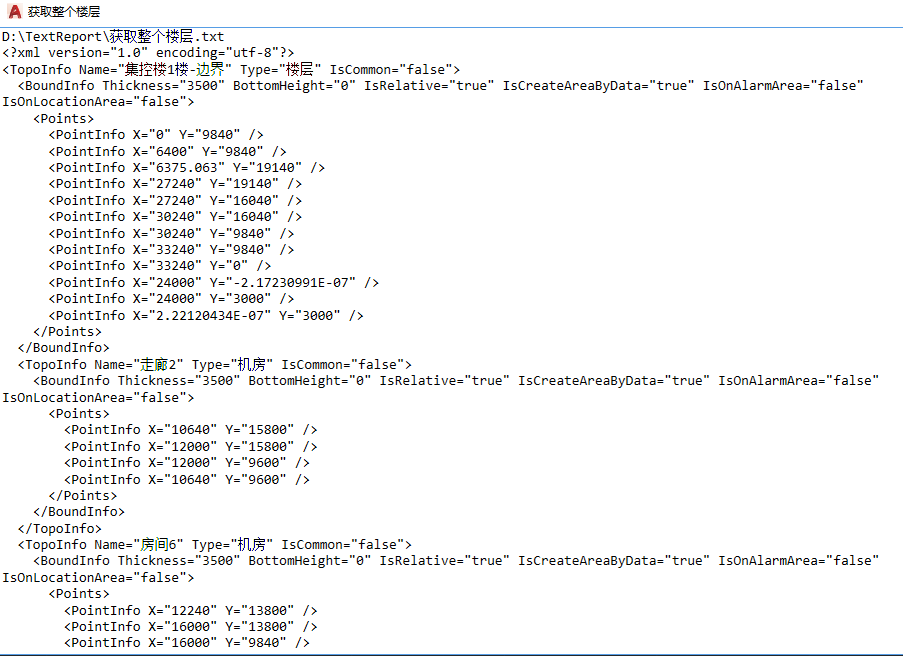 获取整个楼层
D:\TextReport\获取整个楼层.txt
<?xml version="1.0" encoding="utf-8"?>
<TopoInfo Name="集控楼1楼-边界" Type="楼层" IsCommon="false">
<BoundInfo Thickness="3500" BottomHeight="0" IsRelative="true" IsCreateAreaByData="true" IsOnAlarmArea="false"
IsOnLocationArea="false">
<Points>
<PointInfo X="0" Y="9840" />
<PointInfo X="6400" Y="9840" />
<PointInfo X="6375.063" Y="19140" />
<PointInfo X="27240" Y="19140" />
<PointInfo X="27240" Y="16040" />
<PointInfo X="30240" Y="16040" />
<PointInfo X="30240" Y="9840" />
<PointInfo X="33240" Y="9840" />
<PointInfo X="33240" Y="0" />
<PointInfo X="24000" Y="-2.17230991E-07" />
<PointInfo X="24000" Y="3000" />
<PointInfo X="2.22120434E-07" Y="3000" />
</Points>
</BoundInfo>
<TopoInfo Name="走廊2" Type="机房" IsCommon="false">
<BoundInfo Thickness="3500" BottomHeight="0" IsRelative="true" IsCreateAreaByData="true" IsOnAlarmArea="false"
IsOnLocationArea="false">
<Points>
<PointInfo X="10640" Y="15800" />
<PointInfo X="12000" Y="15800" />
<PointInfo X="12000" Y="9600" />
<PointInfo X="10640" Y="9600" />
</Points>
</BoundInfo>
</TopoInfo>
<TopoInfo Name="房间6" Type="机房" IsCommon="false">
<BoundInfo Thickness="3500" BottomHeight="0" IsRelative="true" IsCreateAreaByData="true" IsOnAlarmArea="false"
IsOnLocationArea="false">
<Points>
<PointInfo X="12240" Y="13800" />
<PointInfo X="16000" Y="13800" />
<PointInfo X="16000" Y="9840" />